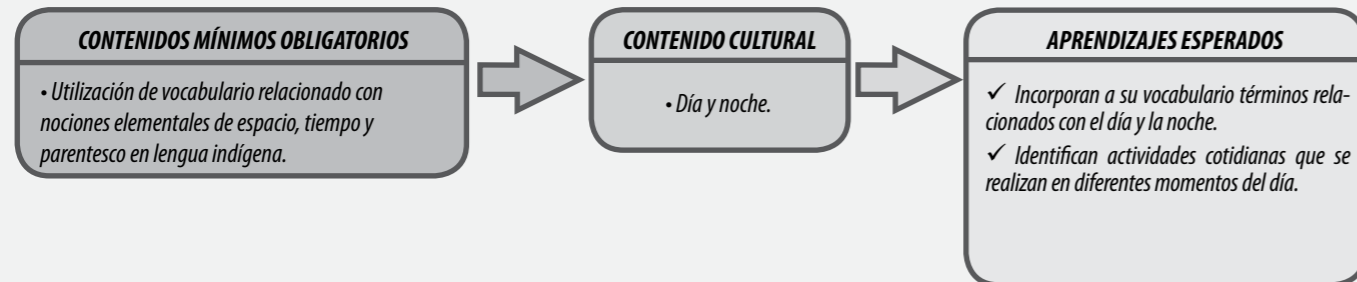 CONTENIDOS MÍNIMOS OBLIGATORIOS
• Utilización de vocabulario relacionado con
nociones elementales de espacio, tiempo y
parentesco en lengua indígena.
CONTENIDO CULTURAL
• Día y noche.
APRENDIZAJES ESPERADOS
✓ Incorporan a su vocabulario términos rela-
cionados con el día y la noche.
✓ Identifican actividades cotidianas que se
realizan en diferentes momentos del día.